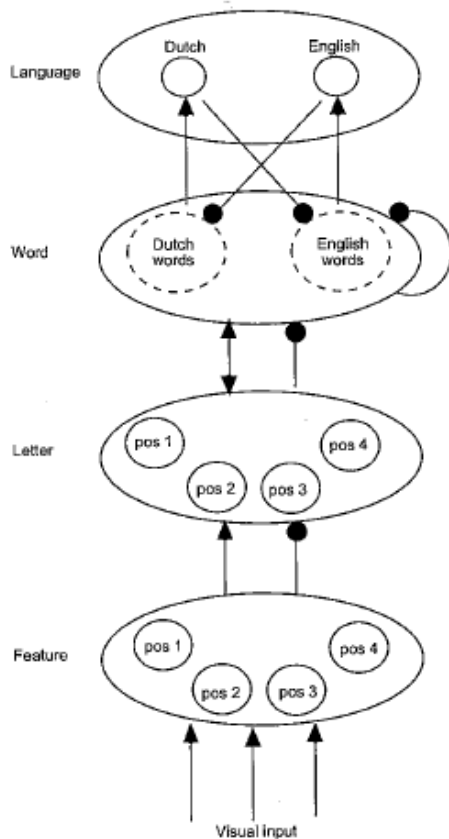 Dutch
English
Language
Word
Dutch
words
English
words
Letter
pos 1
pos 4
pos 2
pos 3
Feature
pos 1
pos 4
pos 2
pos 3
Visual input